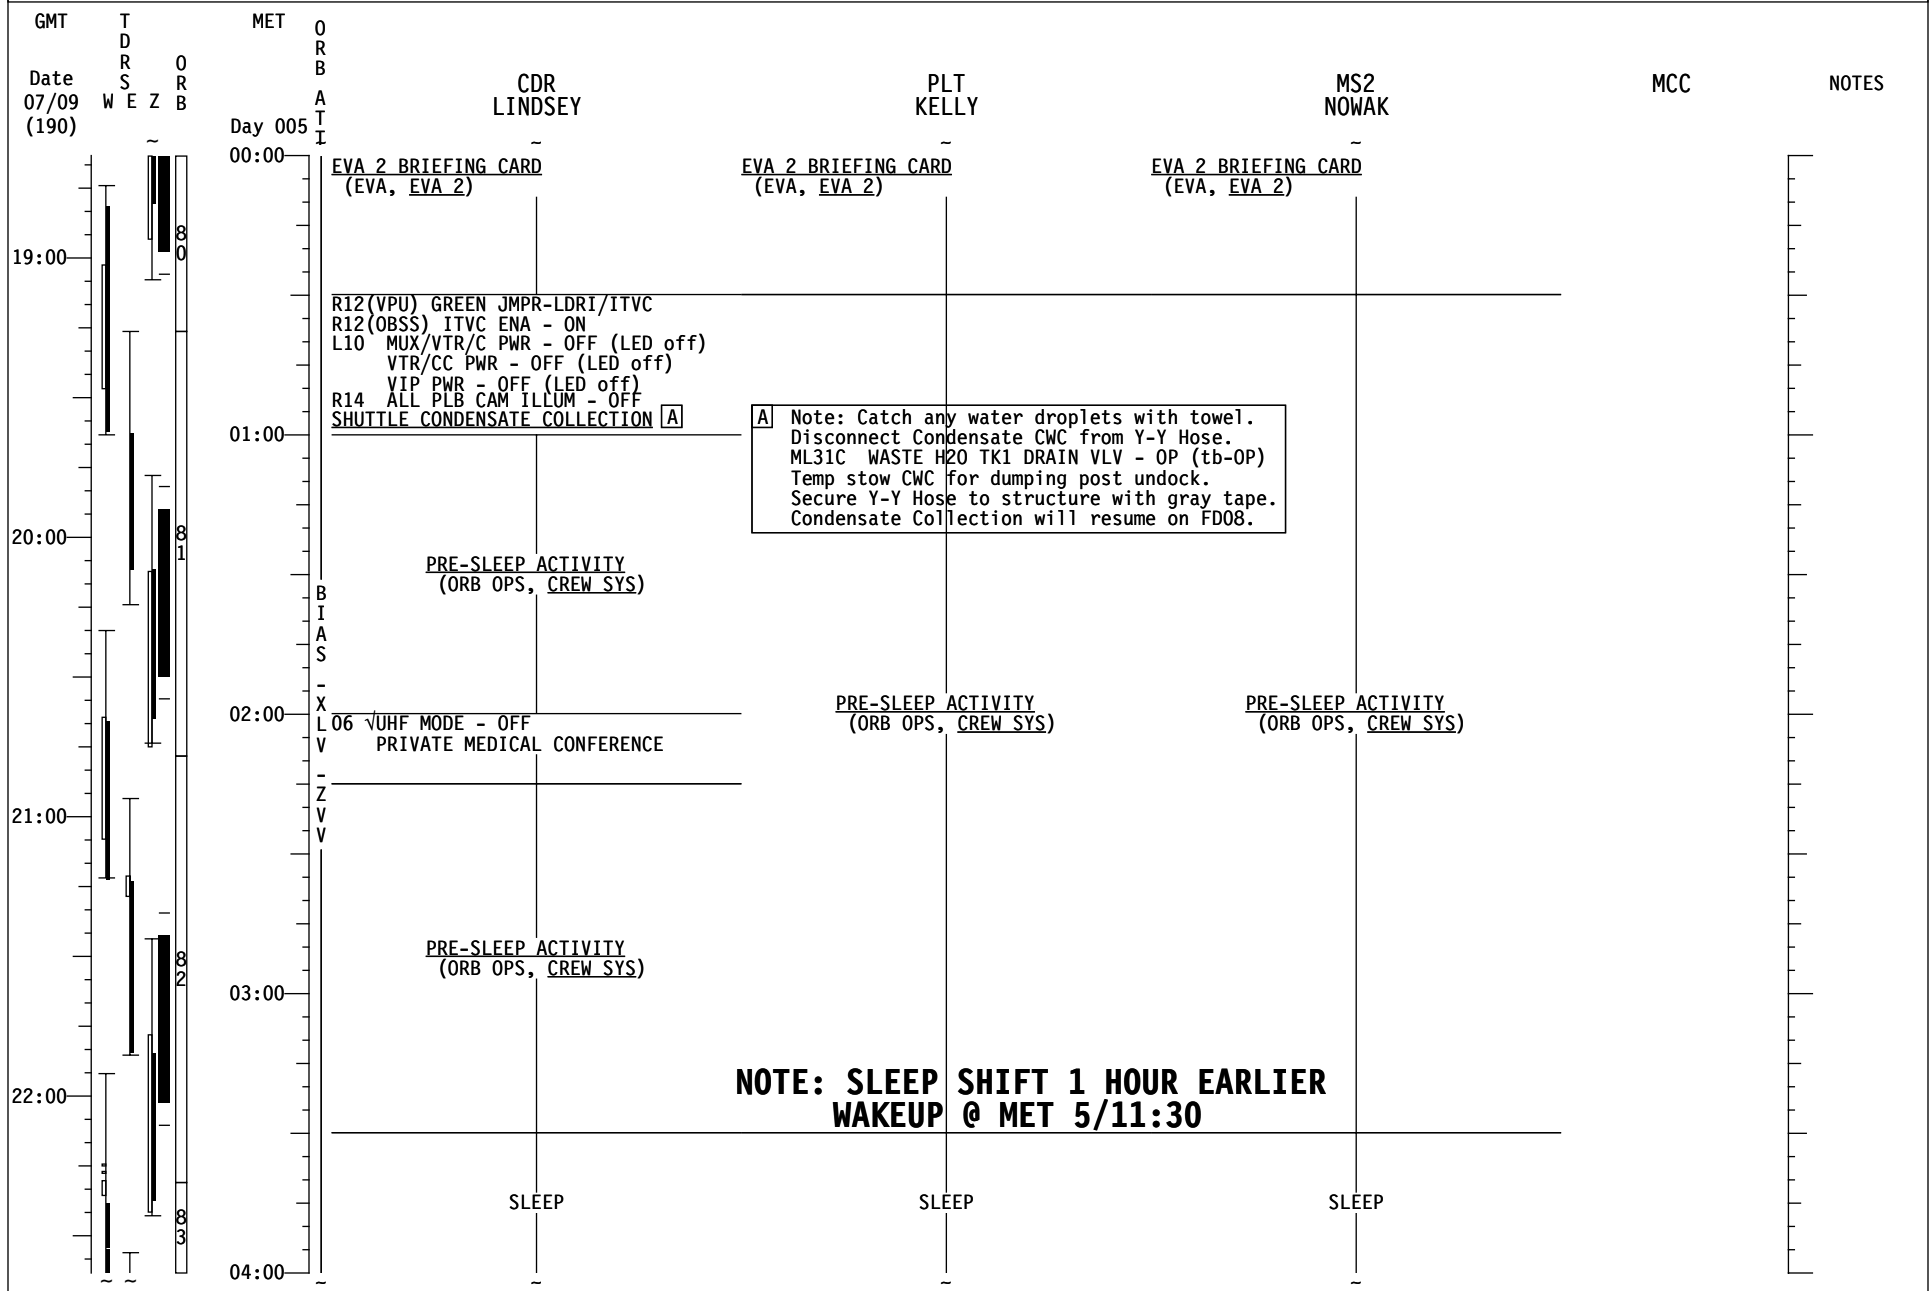 GMT
TDRS
MET
ORB ATT
ORB
Date
07/09
(190)
W E Z
Day 005
CDR
LINDSEY
PLT
KELLY
MS2
NOWAK
MCC
NOTES
~
~
~
~
~
00:00
EVA 2 BRIEFING CARD
(EVA, EVA 2)
EVA 2 BRIEFING CARD
(EVA, EVA 2)
EVA 2 BRIEFING CARD
(EVA, EVA 2)
80
19:00
R12(VPU) GREEN JMPR-LDRI/ITVC
R12(OBSS) ITVC ENA - ON
L10 MUX/VTR/C PWR - OFF (LED off)
VTR/CC PWR - OFF (LED off)
VIP PWR - OFF (LED off)
R14 ALL PLB CAM ILLUM - OFF
SHUTTLE CONDENSATE COLLECTION A
01:00
A Note: Catch any water droplets with towel.
Disconnect Condensate CWC from Y-Y Hose.
ML31C WASTE H2O TK1 DRAIN VLV - OP (tb-OP)
Temp stow CWC for dumping post undock.
Secure Y-Y Hose to structure with gray tape.
Condensate Collection will resume on FD08.
81
20:00
PRE-SLEEP ACTIVITY
(ORB OPS, CREW SYS)
BIAS -XLV -ZVV
PRE-SLEEP ACTIVITY
(ORB OPS, CREW SYS)
PRE-SLEEP ACTIVITY
(ORB OPS, CREW SYS)
02:00
O6 √UHF MODE - OFF
PRIVATE MEDICAL CONFERENCE
21:00
PRE-SLEEP ACTIVITY
(ORB OPS, CREW SYS)
82
03:00
NOTE: SLEEP SHIFT 1 HOUR EARLIER
WAKEUP @ MET 5/11:30
22:00
SLEEP
SLEEP
SLEEP
83
04:00
~ ~
~
~
~
~